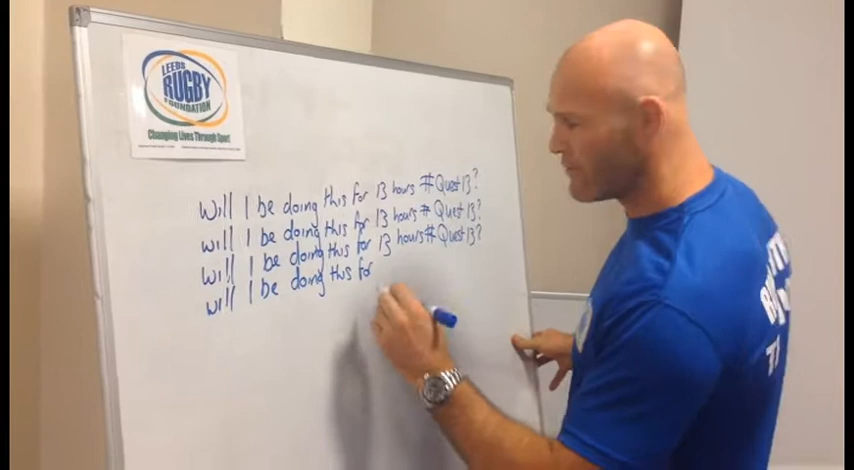 LEEDS
RUGBY
FOUNDATION
Changing Lives Through Sport
Will I be doing this for 13 hours #Quest13?
will I be doing this for 13 hours #Quest13?
will I be doing this for 13 hours #Quest13?
will I be doing this for